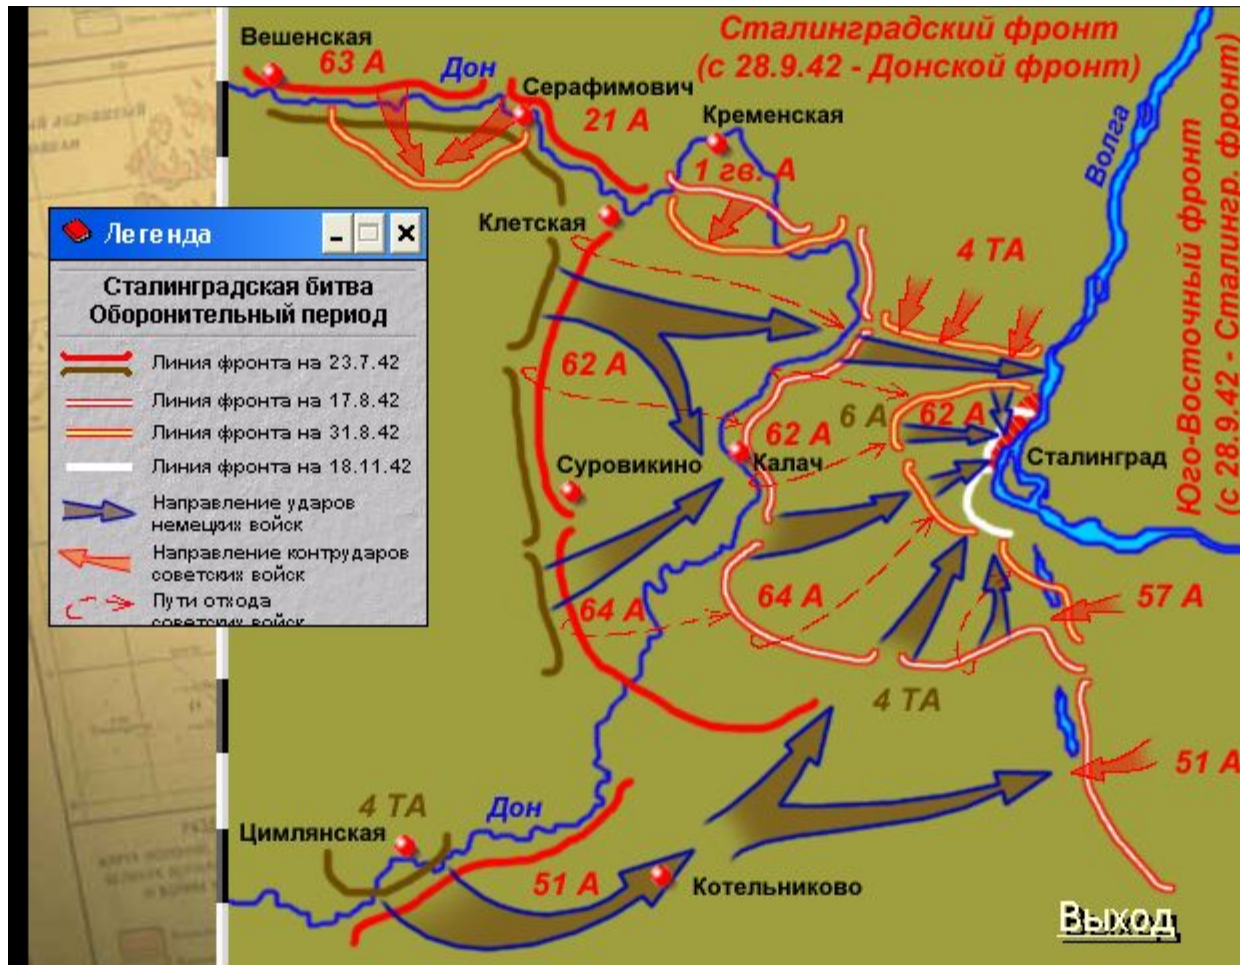 Вешенская
63 А
Дон
Серафимович
21 А
Сталинградский фронт
(с 28.9.42 - Донской фронт)
Кременская
1 гв. А
Волга
Юго-Восточный фронт
(с 28.9.42 - Сталингр. фронт)
Клетская
4 ТА
Легенда
Сталинградская битва
Оборонительный период
Линия фронта на 23.7.42
Линия фронта на 17.8.42
Линия фронта на 31.8.42
Линия фронта на 18.11.42
Направление ударов
немецких войск
Направление контрударов
советских войск
Пути отхода
советских войск
62 А
62 А
6 А
62 А
Суровикино
Калач
Сталинград
64 А
64 А
57 А
4 ТА
51 А
4 ТА
Дон
Цимлянская
51 А
Котельниково
Выход